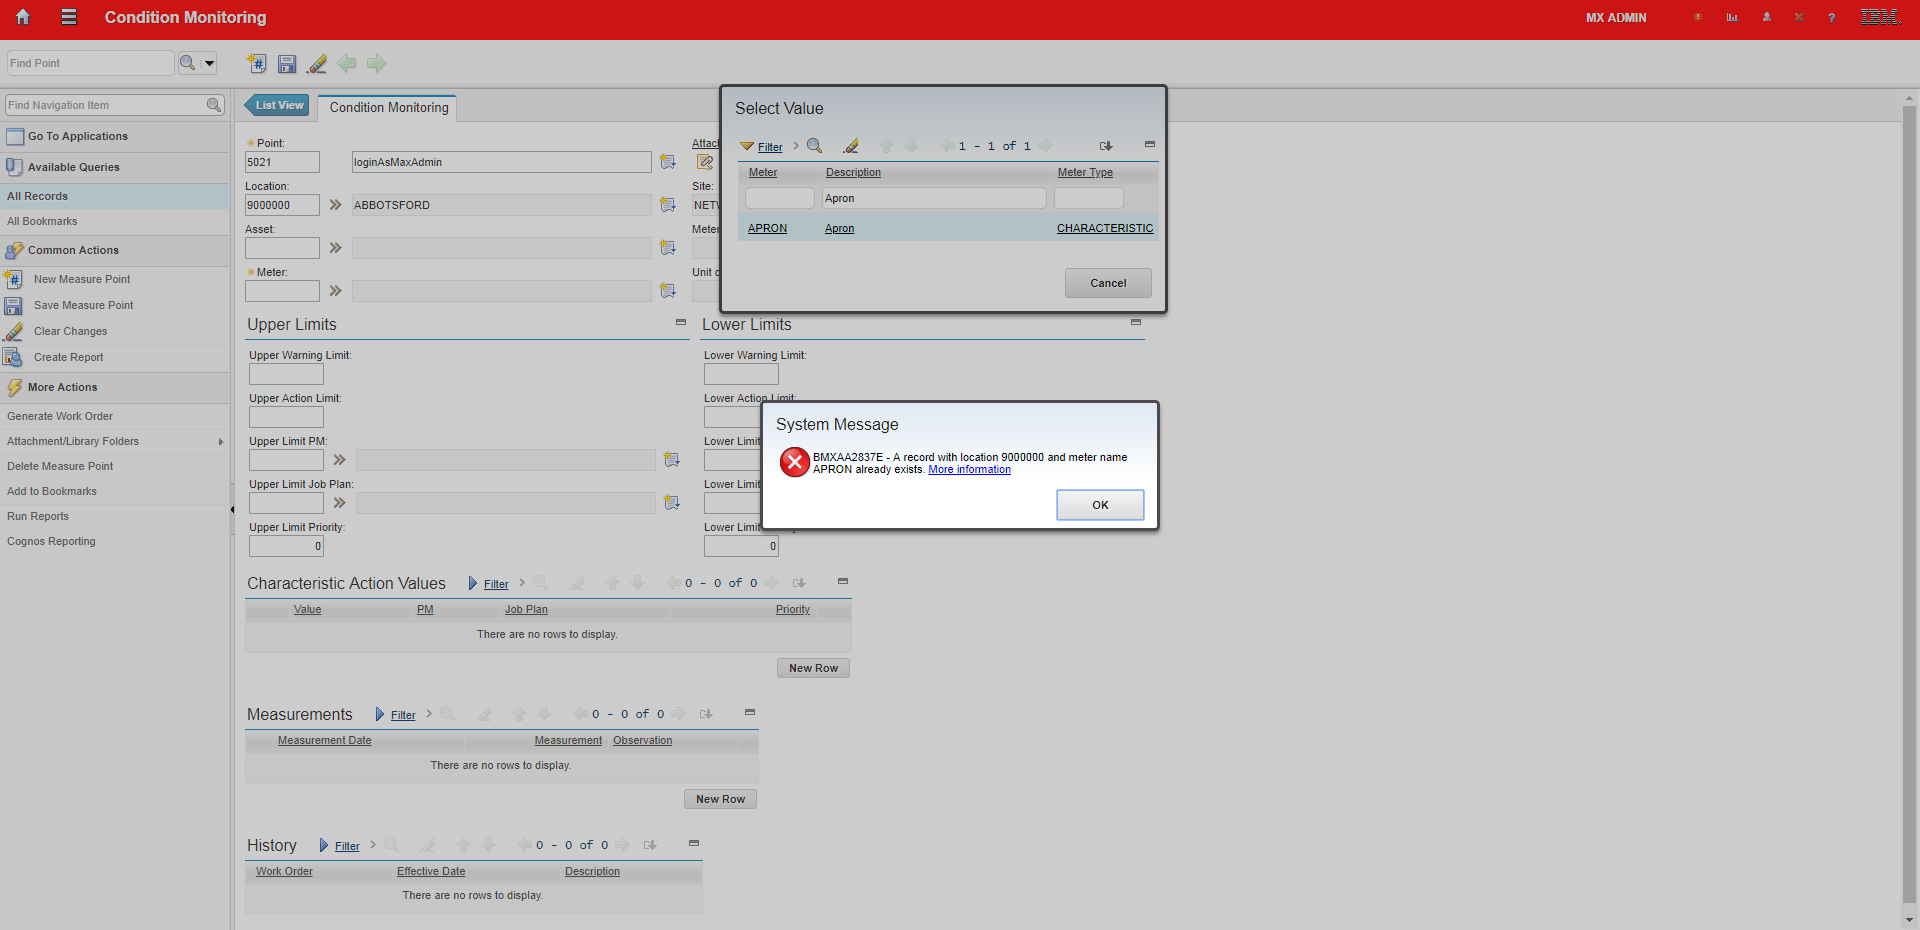 Condition Monitoring
MX ADMIN
?
IBM.
Find Point
Find Navigation Item
Go To Applications
Available Queries
All Records
All Bookmarks
Common Actions
New Measure Point
Save Measure Point
Clear Changes
Create Report
More Actions
Generate Work Order
Attachment/Library Folders
Delete Measure Point
Add to Bookmarks
Run Reports
Cognos Reporting
List View
Condition Monitoring
Point:
5021
loginAsMaxAdmin
Location:
9000000
ABBOTSFORD
Asset:
Meter:
Site:
Select Value
Filter
1 - 1 of 1
Meter
Description
Meter Type
Apron
APRON
Apron
CHARACTERISTIC
Cancel
Upper Limits
Upper Warning Limit:
Upper Action Limit:
Upper Limit PM:
Upper Limit Job Plan:
Upper Limit Priority:
0
Lower Limits
Lower Warning Limit:
Lower Action Limit:
Lower Limit
Lower Limit
Lower Limit
0
System Message
BMXAA2837E - A record with location 9000000 and meter name
APRON already exists. More information
OK
Characteristic Action Values
Filter
0 - 0 of 0
Value
PM
Job Plan
Priority
There are no rows to display.
New Row
Measurements
Filter
0 - 0 of 0
Measurement Date
Measurement
Observation
There are no rows to display.
New Row
History
Filter
0 - 0 of 0
Work Order
Effective Date
Description
There are no rows to display.